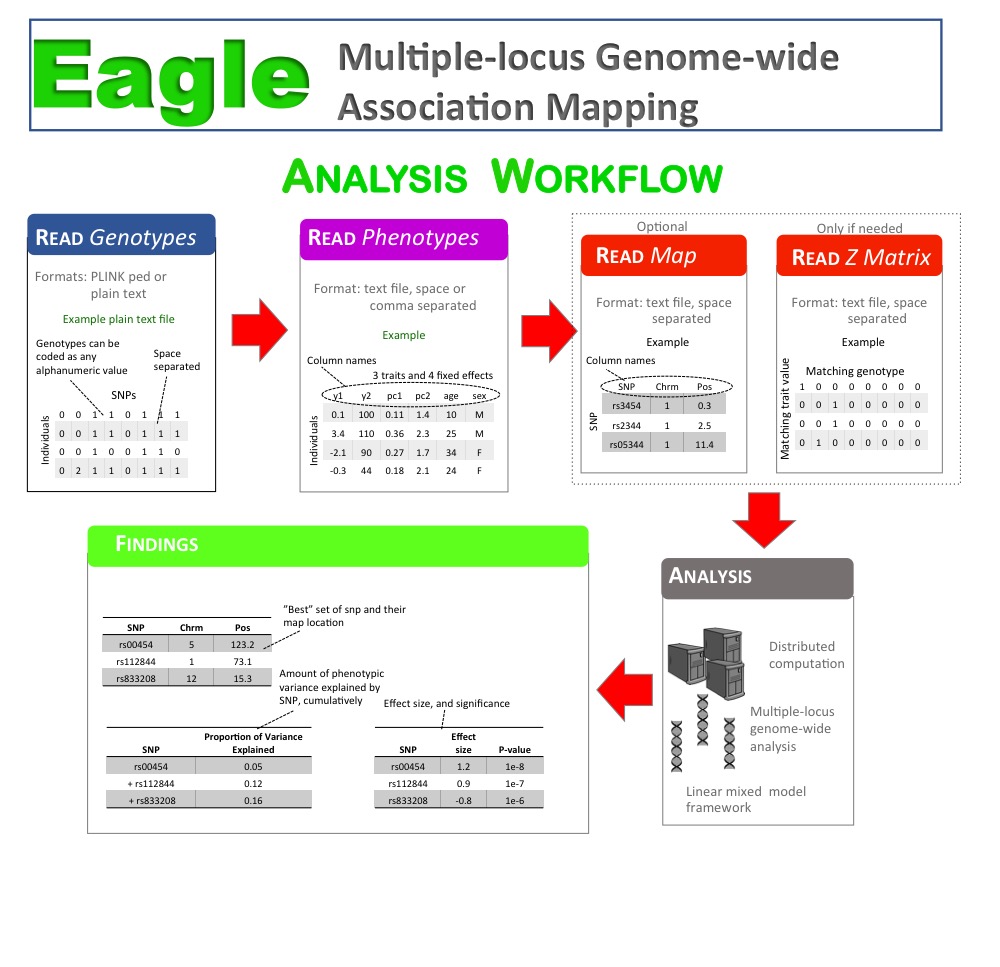 Eagle
Multiple-locus Genome-wide
Association Mapping
ANALYSIS WORKFLOW
READ Genotypes
Formats: PLINK ped or
plain text
Example plain text file
Genotypes can be
coded as any
alphanumeric value
Space
separated
SNPs
Individuals
0 0 1 1 0 1 1 1
0 0 1 1 0 1 1 1
0 0 1 0 1 1 1 0
0 2 1 1 0 1 1 1
READ Phenotypes
Format: text file, space or
comma separated
Example
Column names
3 traits and 4 fixed effects
Individuals
y1 y2 pc1 pc2 age sex
0.1 100 0.11 1.4 10 M
3.4 110 0.36 2.3 25 M
-2.1 90 0.27 1.7 34 F
-0.3 44 0.18 2.1 24 F
Optional
READ Map
Format: text file, space
separated
Example
Column names
SNP
SNP Chrm Pos
rs3454 1 0.3
rs2344 1 2.5
rs05344 1 11.4
Only if needed
READ Z Matrix
Format: text file, space
separated
Example
Matching genotype
Matching trait value
1 0 0 0 0 0 0 0
0 0 1 0 0 0 0 0
0 0 1 0 0 0 0 0
0 1 0 0 0 0 0 0
ANALYSIS
Distributed
computation
Multiple-locus
genome-wide
analysis
Linear mixed model
framework
FINDINGS
"Best" set of snp and their
map location
SNP Chrm Pos
rs00454 5 123.2
rs112844 1 73.1
rs833208 12 15.3
Amount of phenotypic
variance explained by
SNP, cumulatively
Proportion of Variance
SNP Explained
rs00454 0.05
+ rs112844 0.12
+ rs833208 0.16
Effect size, and significance
Effect
SNP size P-value
rs00454 1.2 1e-8
rs112844 0.9 1e-7
rs833208 -0.8 1e-6